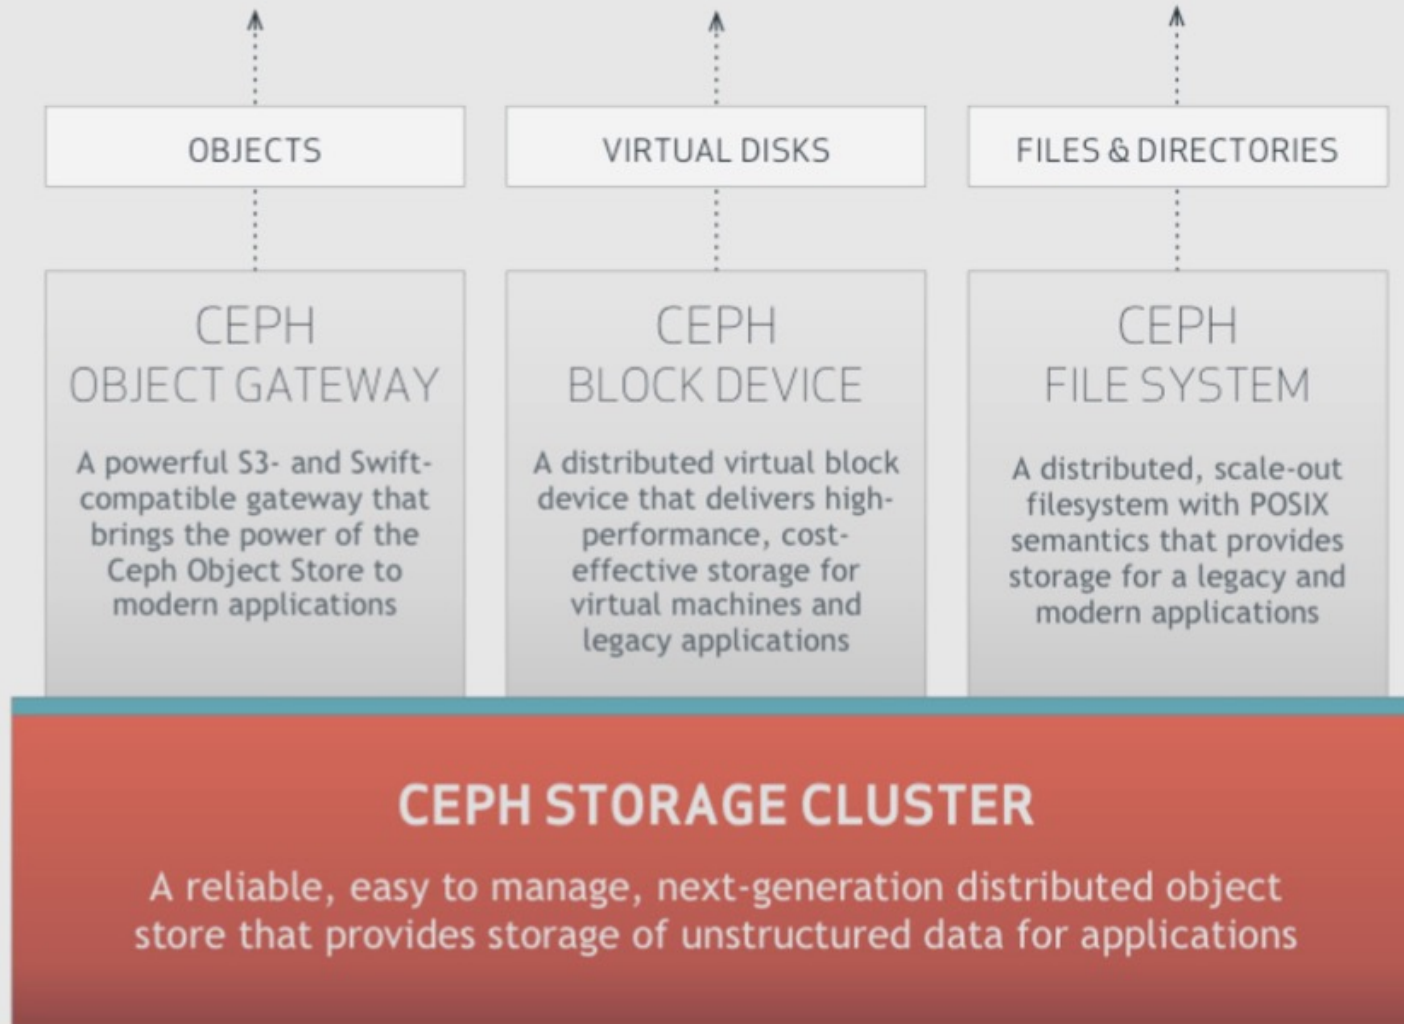 OBJECTS
VIRTUAL DISKS
FILES & DIRECTORIES
CEPH
OBJECT GATEWAY
A powerful S3- and Swift-
compatible gateway that
brings the power of the
Ceph Object Store to
modern applications
CEPH
BLOCK DEVICE
A distributed virtual block
device that delivers high-
performance, cost-
effective storage for
virtual machines and
legacy applications
CEPH
FILE SYSTEM
A distributed, scale-out
filesystem with POSIX
semantics that provides
storage for a legacy and
modern applications
CEPH STORAGE CLUSTER
A reliable, easy to manage, next-generation distributed object
store that provides storage of unstructured data for applications